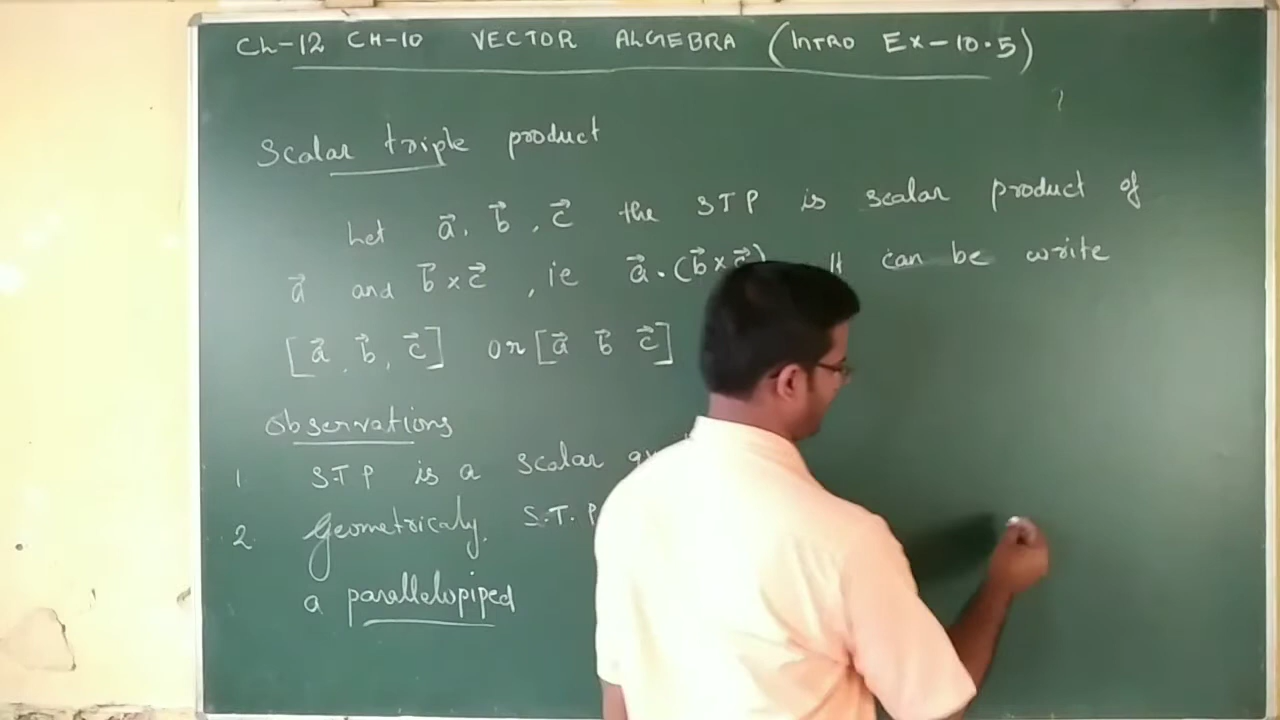 Ch-12 CH-10 VECTOR ALGEBRA (INTRO EX-10.5)
Scalar triple product
Let a⃗, b⃗, c⃗ the STP is scalar product of
a⃗ and b⃗×c⃗, ie a⃗.(b⃗×c⃗) It can be write
[a⃗, b⃗, c⃗] or [a⃗ b⃗ c⃗]
Observations
1 S.T.P is a scalar
2 Geometricaly, S.T.P
a parallelopiped